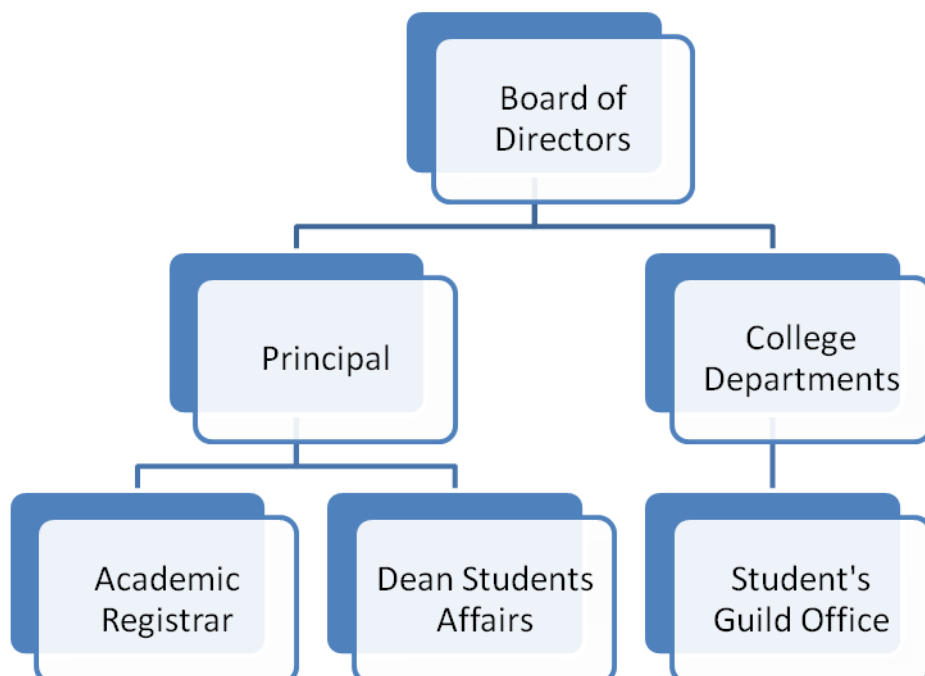 Board of
Directors
Principal
College
Departments
Academic
Registrar
Dean Students
Affairs
Student's
Guild Office